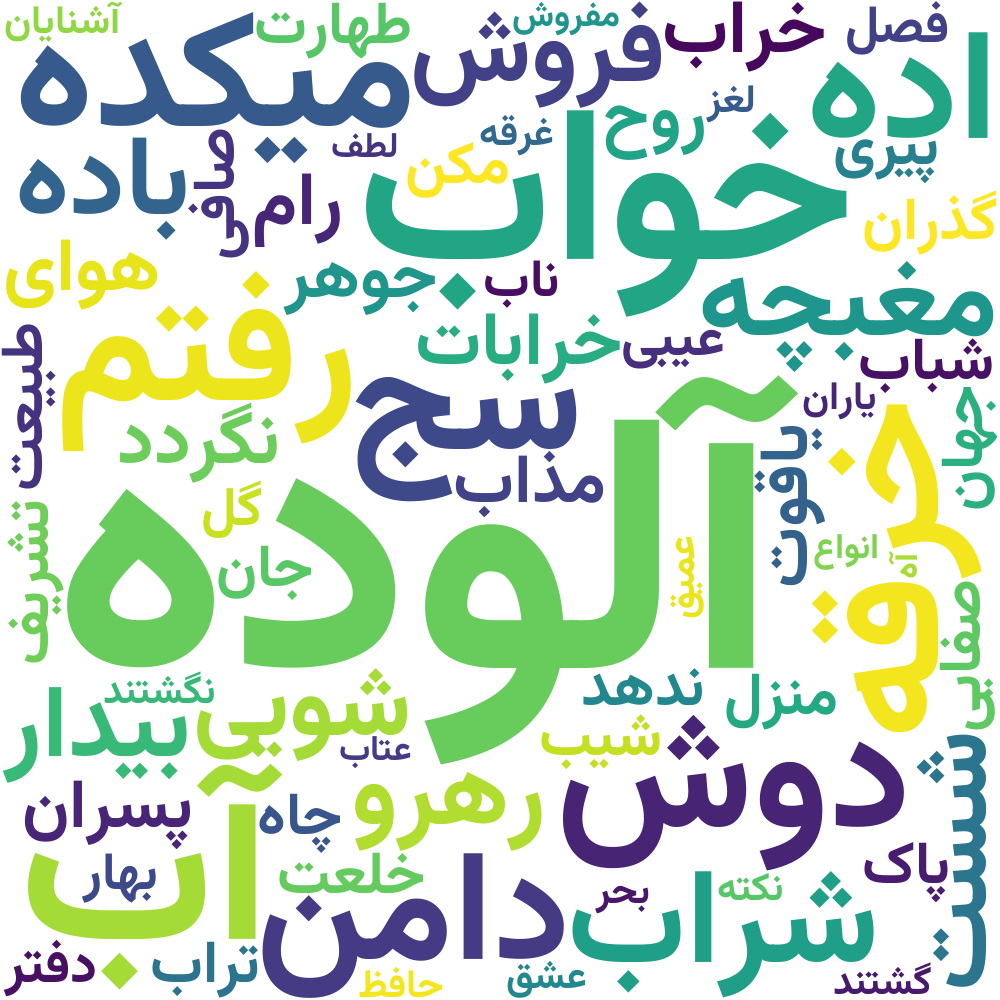 آشنایان
طهارت
مفروش
خراب
فصل
میکده
فروش
اده
لغز
روح
غرقه
لطف
پیری
خواب
مکن
صافی
باده
رام
گذران
هوای
جوهر
ناب
مغبچه
رفتم
خرابات
عیبی
شباب
طبیعت
سج
یاران
جهان
نگردد
مذاب
یاقوت
خرقه
گل
آلوده
تشریف
جان
عمیق
انواع
آه
صفایی
نگشتند
ندهد
منزل
بیدار
شویی
عتاب
شیب
دوش
شست
پسران
چاه
رهرو
پاک
آب
بهار
خلعت
دامن
بحر
نکته
شراب
دفتر
تراب
حافظ
عشق
گشتند